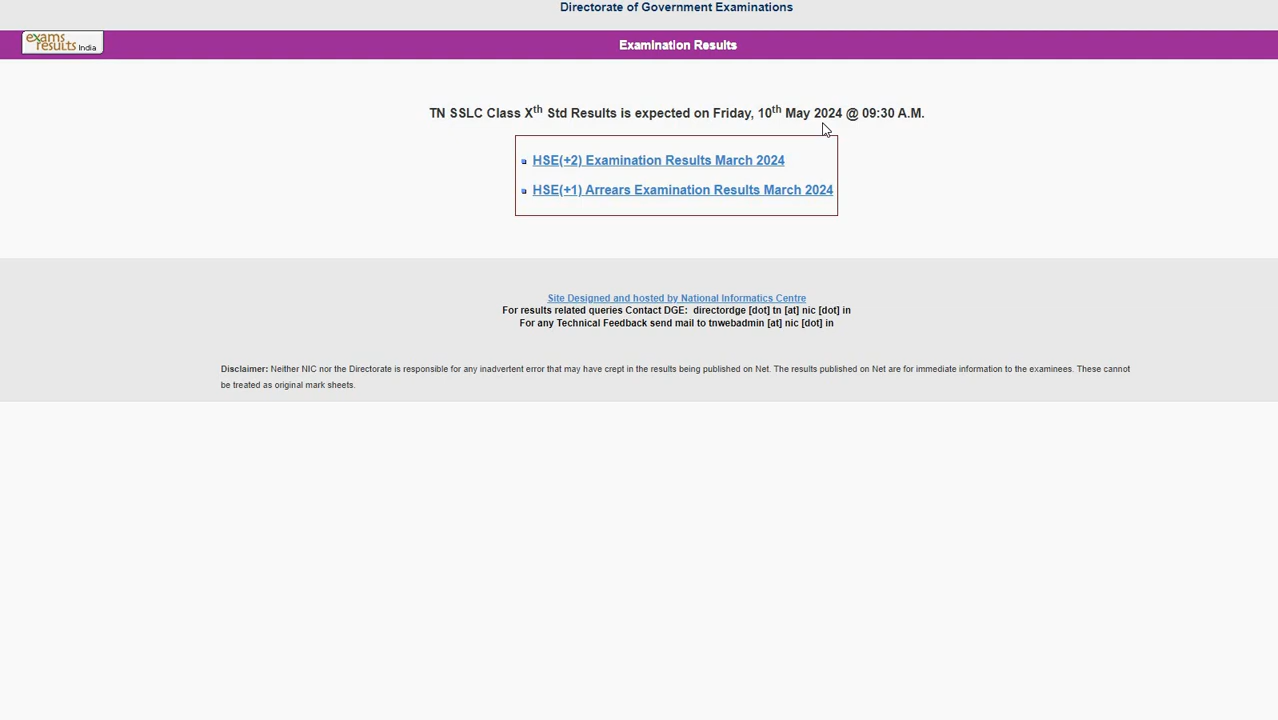 Directorate of Government Examinations
exams
results India
Examination Results
TN SSLC Class Xth Std Results is expected on Friday, 10th May 2024 @ 09:30 A.M.
HSE(+2) Examination Results March 2024
HSE(+1) Arrears Examination Results March 2024
Site Designed and hosted by National Informatics Centre
For results related queries Contact DGE: directordge [dot] tn [at] nic [dot] in
For any Technical Feedback send mail to tnwebadmin [at] nic [dot] in
Disclaimer: Neither NIC nor the Directorate is responsible for any inadvertent error that may have crept in the results being published on Net. The results published on Net are for immediate information to the examinees. These cannot
be treated as original mark sheets.